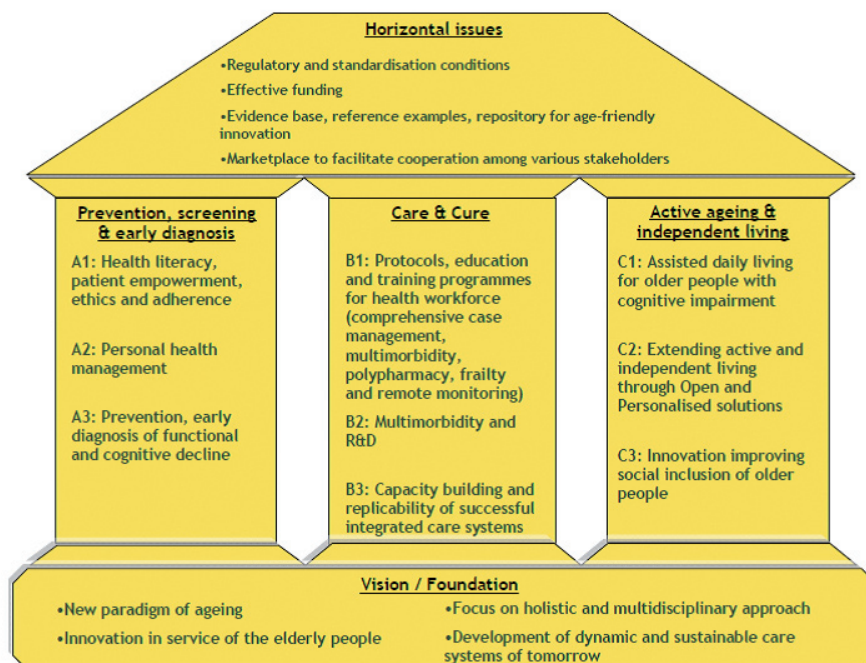 Horizontal issues
•Regulatory and standardisation conditions
•Effective funding
•Evidence base, reference examples, repository for age-friendly
innovation
•Marketplace to facilitate cooperation among various stakeholders
Prevention, screening
& early diagnosis
A1: Health literacy,
patient empowerment,
ethics and adherence
A2: Personal health
management
A3: Prevention, early
diagnosis of functional
and cognitive decline
Care & Cure
B1: Protocols, education
and training programmes
for health workforce
(comprehensive case
management,
multimorbidity,
polypharmacy, frailty
and remote monitoring)
B2: Multimorbidity and
R&D
B3: Capacity building and
replicability of successful
integrated care systems
Active ageing &
independent living
C1: Assisted daily living
for older people with
cognitive impairment
C2: Extending active and
independent living
through Open and
Personalised solutions
C3: Innovation improving
social inclusion of older
people
Vision / Foundation
•New paradigm of ageing
•Innovation in service of the elderly people
•Focus on holistic and multidisciplinary approach
•Development of dynamic and sustainable care
systems of tomorrow